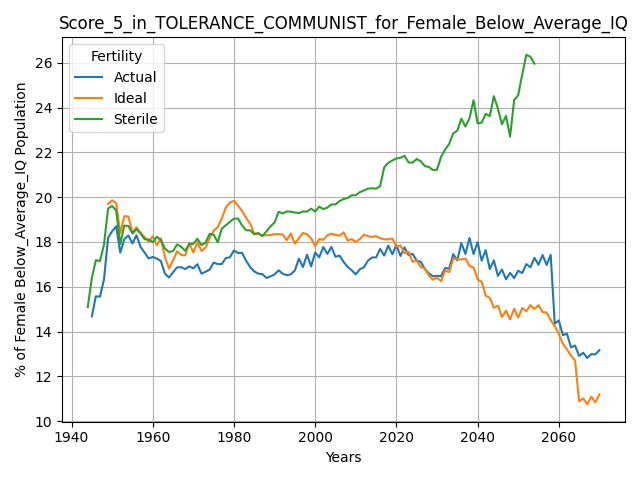 Score_5_in_TOLERANCE_COMMUNIST_for_Female_Below_Average_IQ
Fertility
Actual
Ideal
Sterile
% of Female Below_Average_IQ Population
26
24
22
20
18
16
14
12
10
1940 1960 1980 2000 2020 2040 2060
Years